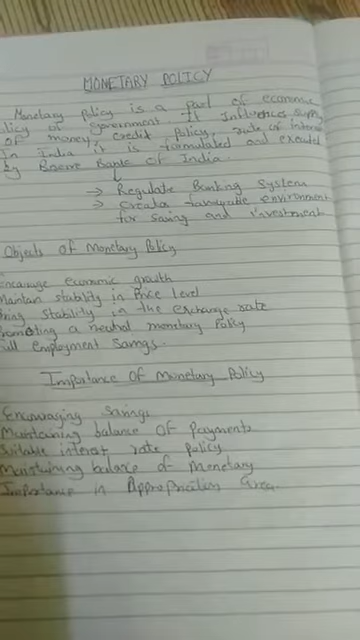 MONETARY POLICY
Monetary policy is a part of economic
licy of government. It Influences supply
of money, credit policy, rate of interest
In India it is formulated and executed
by Reserve Bank of India.
→ Regulate Banking System
→ Creates favourable environment
for saving and investment
Objects of Monetary Policy
Encourage economic growth
Maintan stability in Price Level
Bring Stability in the exchange rate
Promoting a neutral monetary Policy
Full Employment Savings.
Importance Of Monetary Policy
Encouraging Savings
Maintaining balance of Payments
Suitable interest rate policy
Maintaining balance of Monetary
Importance in Area